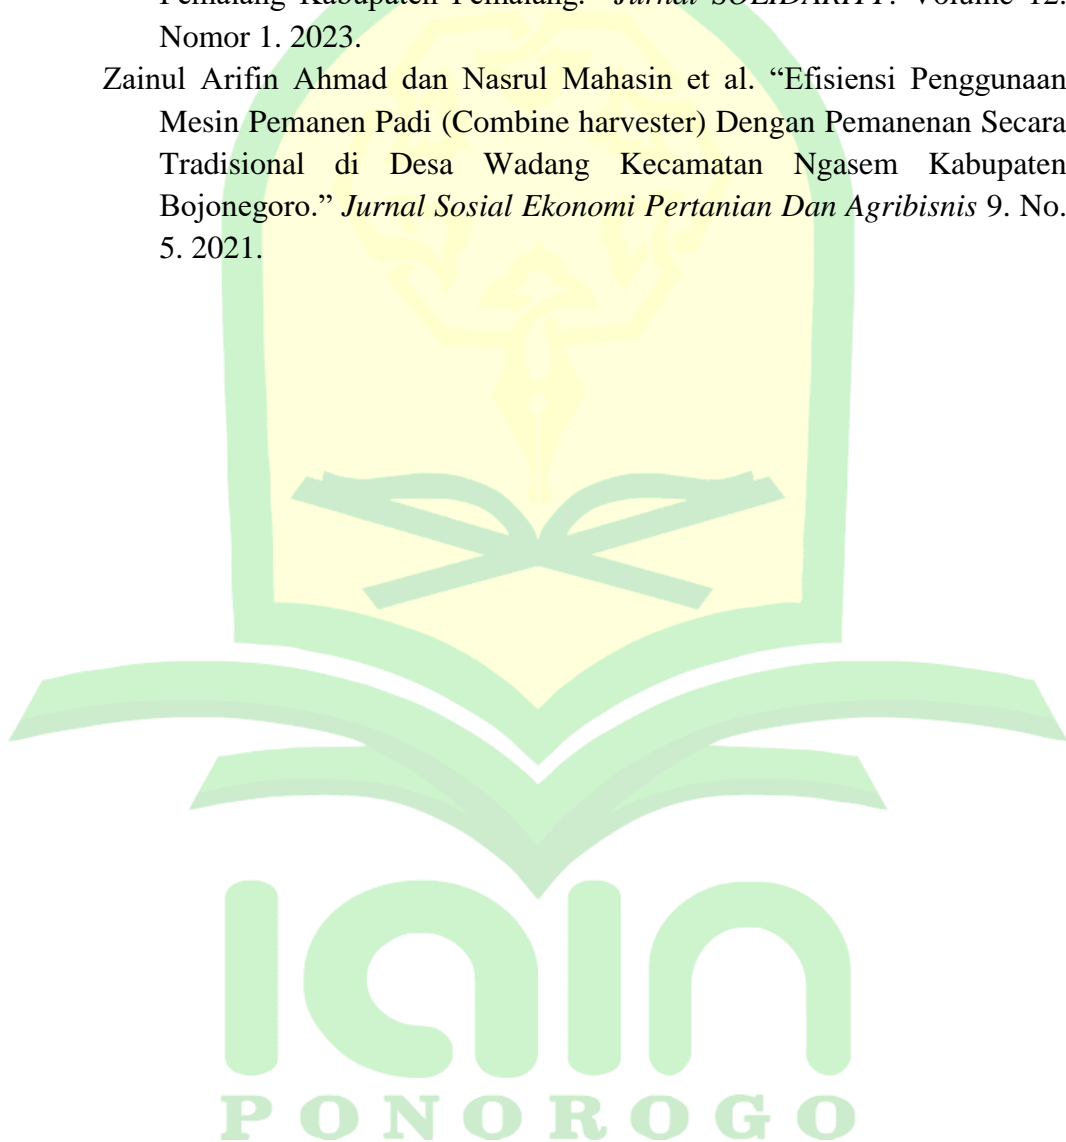 Pemalang Kabupaten Pemalang.” Jurnal SOLIDARITY. Volume 12.
Nomor 1. 2023.
Zainul Arifin Ahmad dan Nasrul Mahasin et al. “Efisiensi Penggunaan
Mesin Pemanen Padi (Combine harvester) Dengan Pemanenan Secara
Tradisional di Desa Wadang Kecamatan Ngasem Kabupaten
Bojonegoro.” Jurnal Sosial Ekonomi Pertanian Dan Agribisnis 9. No.
5. 2021.
iain
PONOROGO